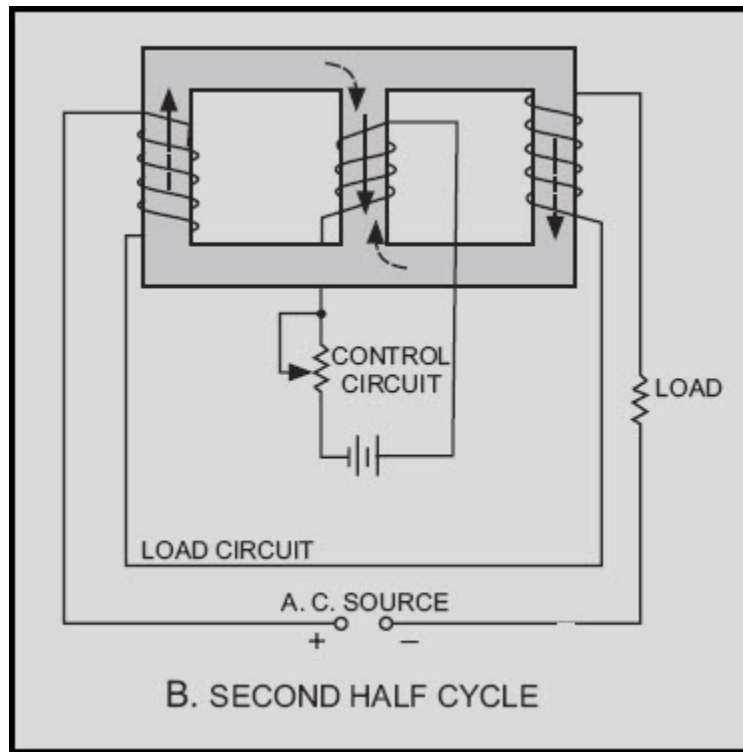 CONTROL
CIRCUIT
LOAD
LOAD CIRCUIT
A. C. SOURCE
+ –
B. SECOND HALF CYCLE